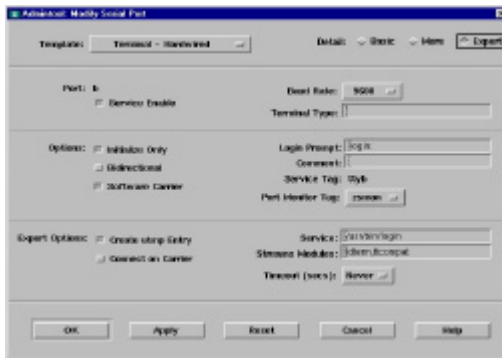 Admintool: Modify Serial Port
Template: Terminal - Hardwired Detail: Basic More Expert
Port: b Baud Rate: 9600
Service Enable Terminal Type:
Options: Initialize Only Login Prompt: login:
Bidirectional Comment:
Software Carrier Service Tag: ttyb
Port Monitor Tag: zsmon
Expert Options: Create utmp Entry Service: /usr/bin/login
Connect on Carrier Streams Modules: ldterm,ttcompat
Timeout (secs): Never
OK Apply Reset Cancel Help